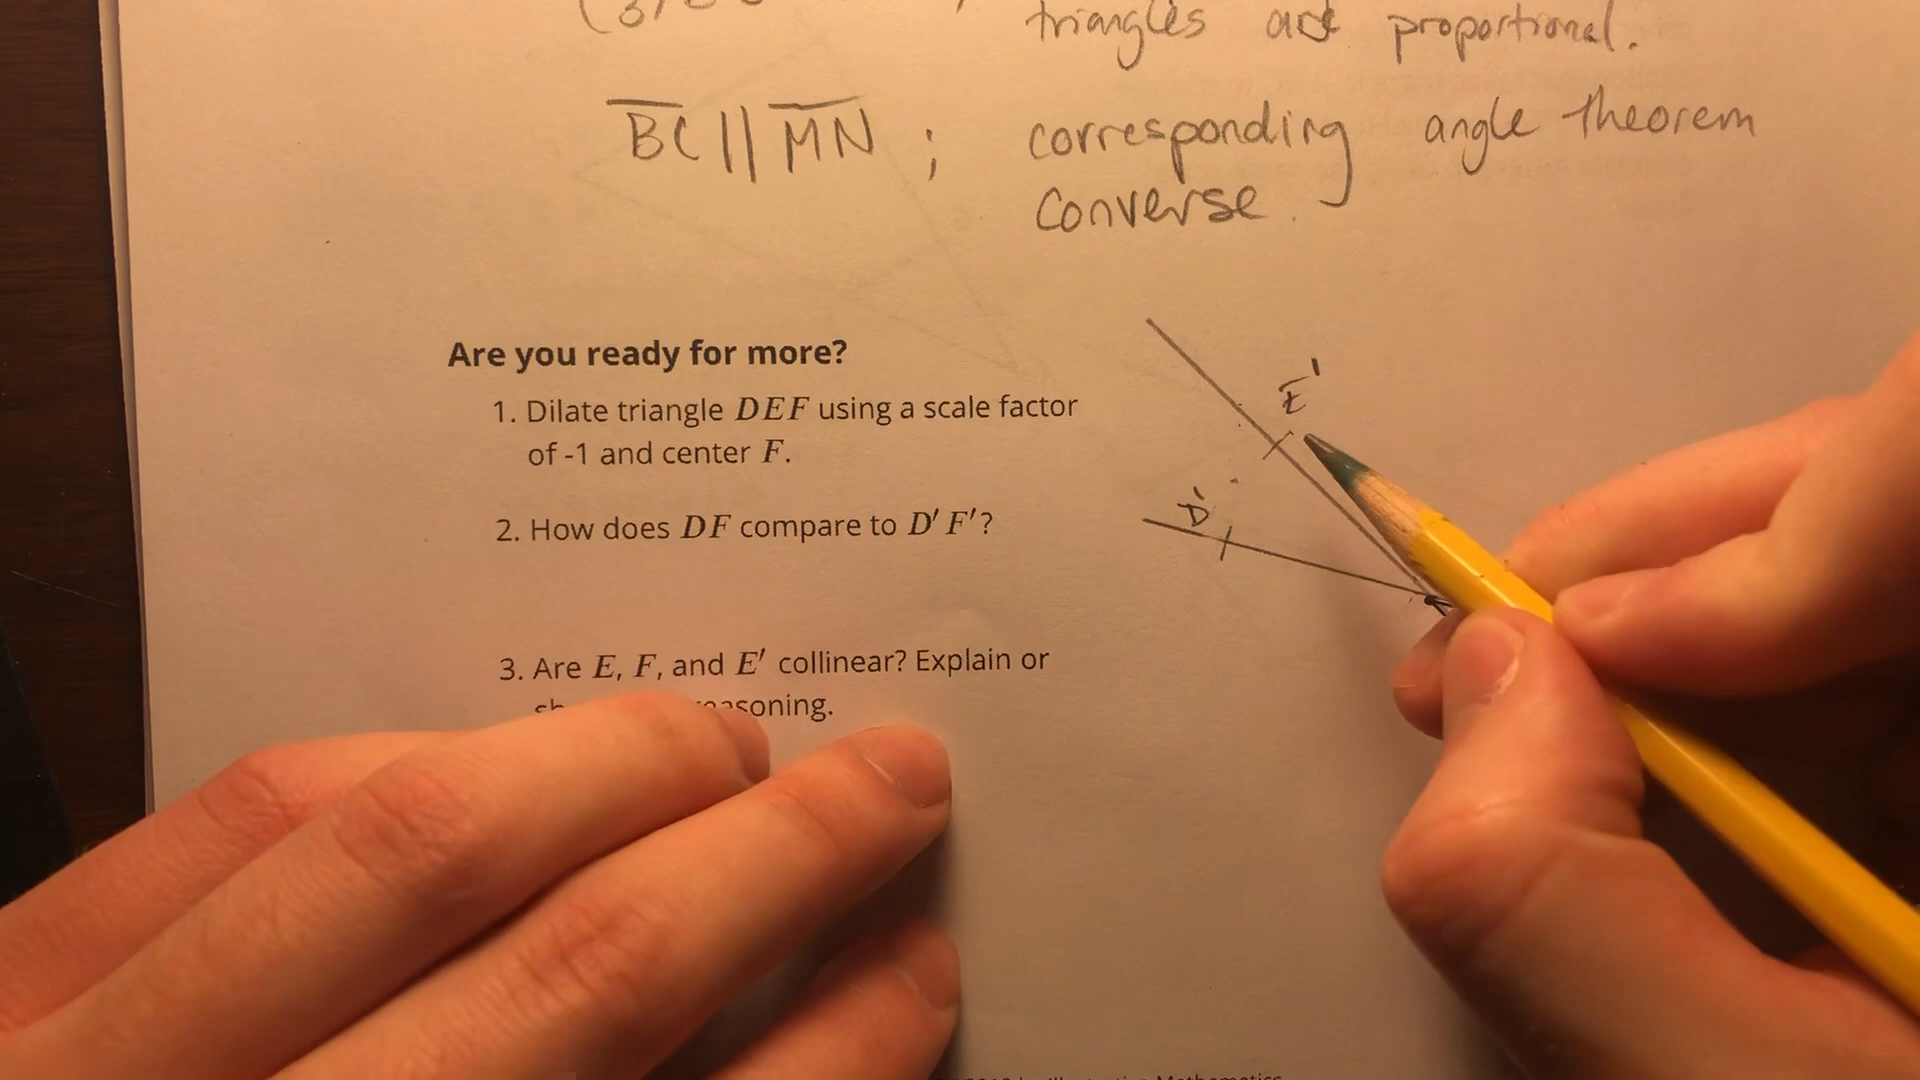 triangles are proportional.
BC || MN ; corresponding angle theorem
converse.
Are you ready for more?
1. Dilate triangle DEF using a scale factor
of -1 and center F.
E'
D'
2. How does DF compare to D′F′?
3. Are E, F, and E′ collinear? Explain or
reasoning.